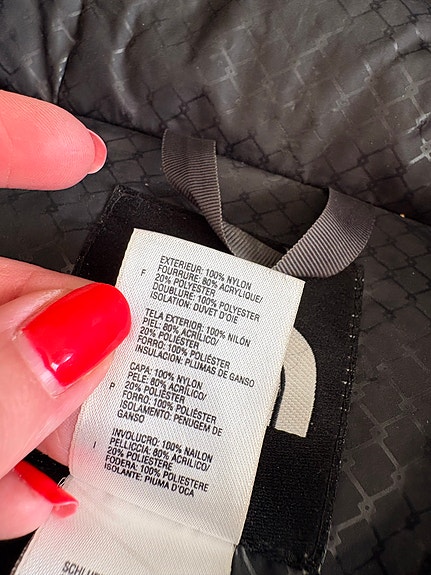 F
EXTERIEUR: 100% NYLON
FOURRURE: 80% ACRYLIQUE/
20% POLYESTER
DOUBLURE: 100% POLYESTER
ISOLATION: DUVET D'OIE
TELA EXTERIOR: 100% NILÓN
PIEL: 80% ACRÍLICO/
20% POLIÉSTER
FORRO: 100% POLIÉSTER
INSULACIÓN: PLUMAS DE GANSO
P
CAPA: 100% NYLON
PELE: 80% ACRÍLICO/
20% POLIÉSTER
FORRO: 100% POLIÉSTER
ISOLAMENTO: PENUGEM DE
GANSO
I
INVOLUCRO: 100% NAILON
PELLICCIA: 80% ACRILICO/
20% POLIESTERE
FODERA: 100% POLIESTERE
ISOLANTE: PIUMA D'OCA